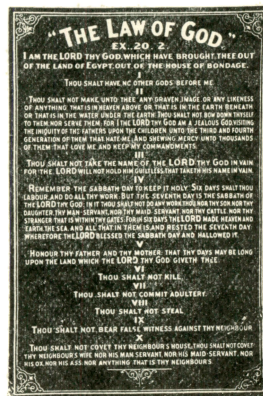 "THE LAW OF GOD."
EX. 20. 2.
I AM THE LORD THY GOD, WHICH HAVE BROUGHT THEE OUT
OF THE LAND OF EGYPT, OUT OF THE HOUSE OF BONDAGE.
I
THOU SHALT HAVE NO OTHER GODS BEFORE ME.
II
THOU SHALT NOT MAKE UNTO THEE ANY GRAVEN IMAGE, OR ANY LIKENESS
OF ANYTHING THAT IS IN HEAVEN ABOVE OR THAT IS IN THE EARTH BENEATH
OR THAT IS IN THE WATER UNDER THE EARTH THOU SHALT NOT BOW DOWN THYSELF
TO THEM, NOR SERVE THEM, FOR I THE LORD THY GOD AM A JEALOUS GOD VISITING
THE INIQUITY OF THE FATHERS UPON THE CHILDREN UNTO THE THIRD AND FOURTH
GENERATION OF THEM THAT HATE ME, AND SHEWING MERCY UNTO THOUSANDS
OF THEM THAT LOVE ME AND KEEP MY COMMANDMENTS.
III
THOU SHALT NOT TAKE THE NAME OF THE LORD THY GOD IN VAIN
FOR THE LORD WILL NOT HOLD HIM GUILTLESS THAT TAKETH HIS NAME IN VAIN.
IV
REMEMBER THE SABBATH DAY TO KEEP IT HOLY SIX DAYS SHALT THOU
LABOUR, AND DO ALL THY WORK BUT THE SEVENTH DAY IS THE SABBATH OF
THE LORD THY GOD: IN IT THOU SHALT NOT DO ANY WORK THOU, NOR THY SON NOR THY
DAUGHTER, THY MAN-SERVANT, NOR THY MAID-SERVANT, NOR THY CATTLE, NOR THY
STRANGER THAT IS WITHIN THY GATES: FOR IN SIX DAYS THE LORD MADE HEAVEN AND
EARTH THE SEA, AND ALL THAT IN THEM IS, AND RESTED THE SEVENTH DAY
WHEREFORE THE LORD BLESSED THE SABBATH DAY AND HALLOWED IT.
HONOUR THY FATHER AND THY MOTHER: THAT THY DAYS MAY BE LONG
UPON THE LAND WHICH THE LORD THY GOD GIVETH THEE.
VI
THOU SHALT NOT KILL.
VII
THOU SHALT NOT COMMIT ADULTERY.
VIII
THOU SHALT NOT STEAL
IX
THOU SHALT NOT BEAR FALSE WITNESS AGAINST THY NEIGHBOUR
X
THOU SHALT NOT COVET THY NEIGHBOUR'S HOUSE, THOU SHALT NOT COVET
THY NEIGHBOUR'S WIFE NOR HIS MAN SERVANT, NOR HIS MAID-SERVANT, NOR
HIS OX, NOR HIS ASS, NOR ANYTHING THAT IS THY NEIGHBOUR'S